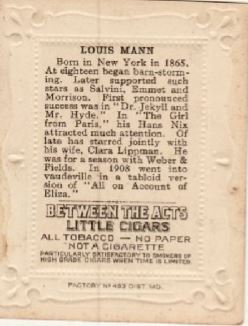 LOUIS MANN
Born in New York in 1865.
At eighteen began barn-storm-
ing. Later supported such
stars as Salvini, Emmet and
Morrison. First pronounced
success was in "Dr. Jekyll and
Mr. Hyde." In "The Girl
from Paris," his Hans Nix
attracted much attention. Of
late has starred jointly with
his wife, Clara Lippman. He
was for a season with Weber &
Fields. In 1908 went into
vaudeville in a tabloid ver-
sion of "All on Account of
Eliza."
BETWEEN THE ACTS
LITTLE CIGARS
ALL TOBACCO — NO PAPER
NOT A CIGARETTE
PARTICULARLY SATISFACTORY TO SMOKERS OF
HIGH GRADE CIGARS WHEN TIME IS LIMITED.
FACTORY Nº 463 DIST. MD.